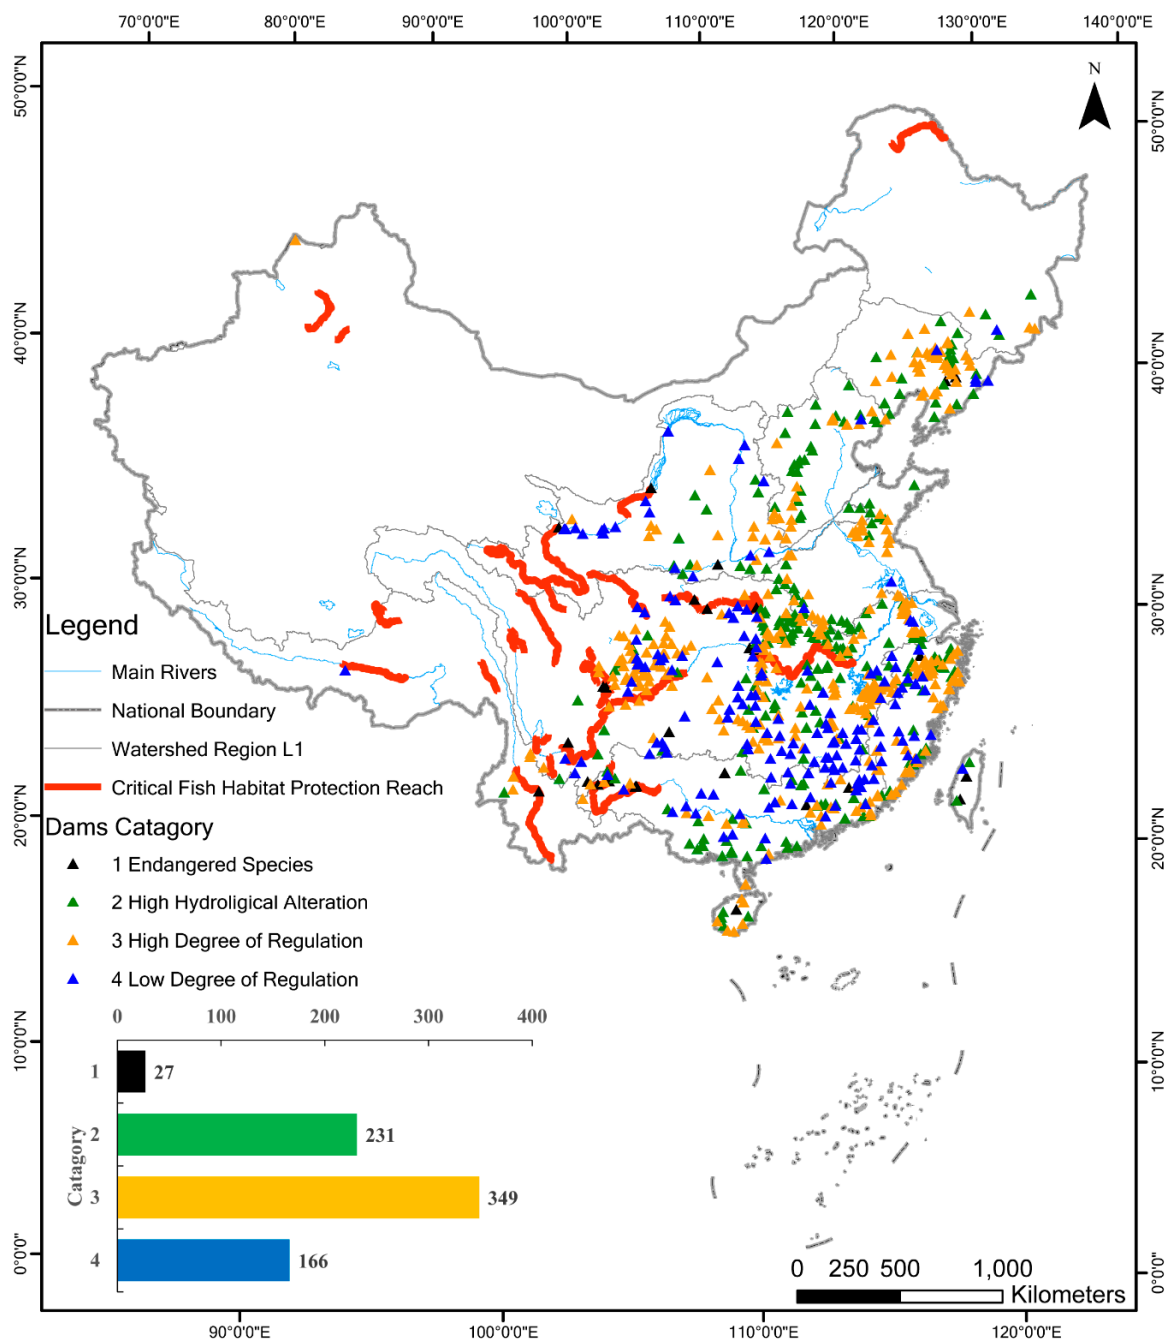 70°0'0"E 80°0'0"E 90°0'0"E 100°0'0"E 110°0'0"E 120°0'0"E 130°0'0"E 140°0'0"E
N
50°0'0"N
50°0'0"N
40°0'0"N
40°0'0"N
30°0'0"N
30°0'0"N
Legend
Main Rivers
National Boundary
Watershed Region L1
Critical Fish Habitat Protection Reach
20°0'0"N
20°0'0"N
Dams Catagory
1 Endangered Species
2 High Hydroligical Alteration
3 High Degree of Regulation
4 Low Degree of Regulation
0 100 200 300 400
10°0'0"N
10°0'0"N
1 27
2 231
Catagory
3 349
4 166
0°0'0"
0°0'0"
0 250 500 1,000
Kilometers
90°0'0"E 100°0'0"E 110°0'0"E 120°0'0"E